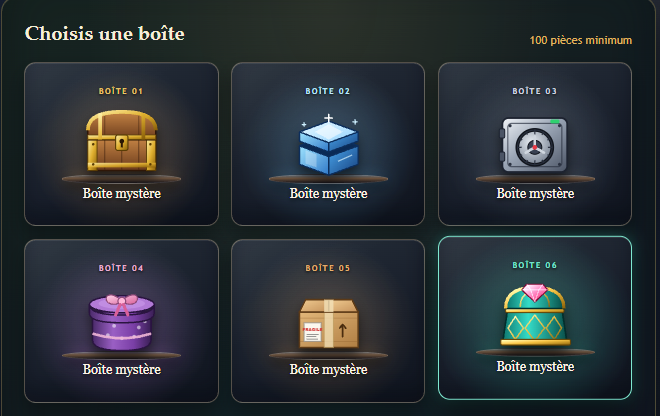 Choisis une boîte
100 pièces minimum
BOÎTE 01
Boîte mystère
BOÎTE 02
Boîte mystère
BOÎTE 03
Boîte mystère
BOÎTE 04
Boîte mystère
BOÎTE 05
FRAGILE
Boîte mystère
BOÎTE 06
Boîte mystère